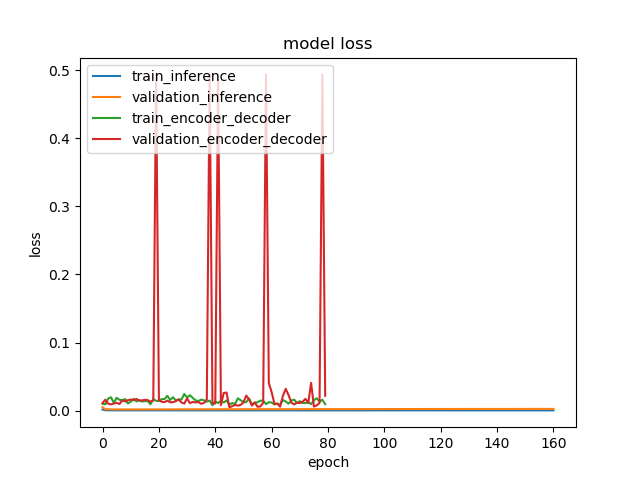 model loss
train_inference
validation_inference
train_encoder_decoder
validation_encoder_decoder
loss
0.5
0.4
0.3
0.2
0.1
0.0
0 20 40 60 80 100 120 140 160
epoch